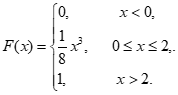 F(x) = { 0, x < 0,
1/8 x³, 0 ≤ x ≤ 2,.
1, x > 2.